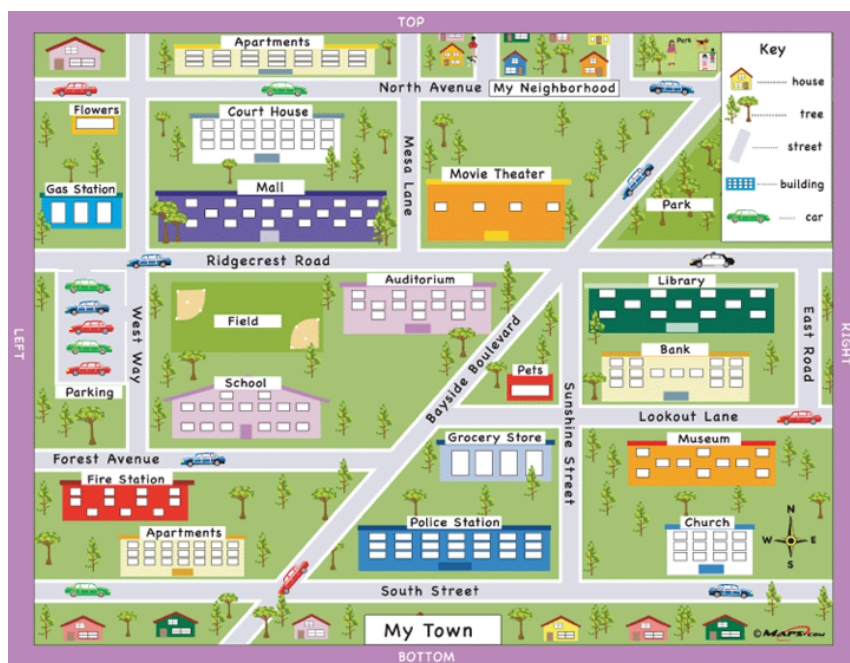 TOP
Apartments
Park
Key
house
tree
street
building
car
North Avenue
My Neighborhood
Flowers
Court House
Mesa Lane
Gas Station
Mall
Movie Theater
Park
Ridgecrest Road
Auditorium
Library
Field
West Way
Bayside Boulevard
East Road
LEFT
RIGHT
Bank
School
Pets
Parking
Sunshine Street
Lookout Lane
Grocery Store
Museum
Forest Avenue
Fire Station
Apartments
Police Station
Church
N
W
E
S
South Street
My Town
©MAPS.COM
BOTTOM